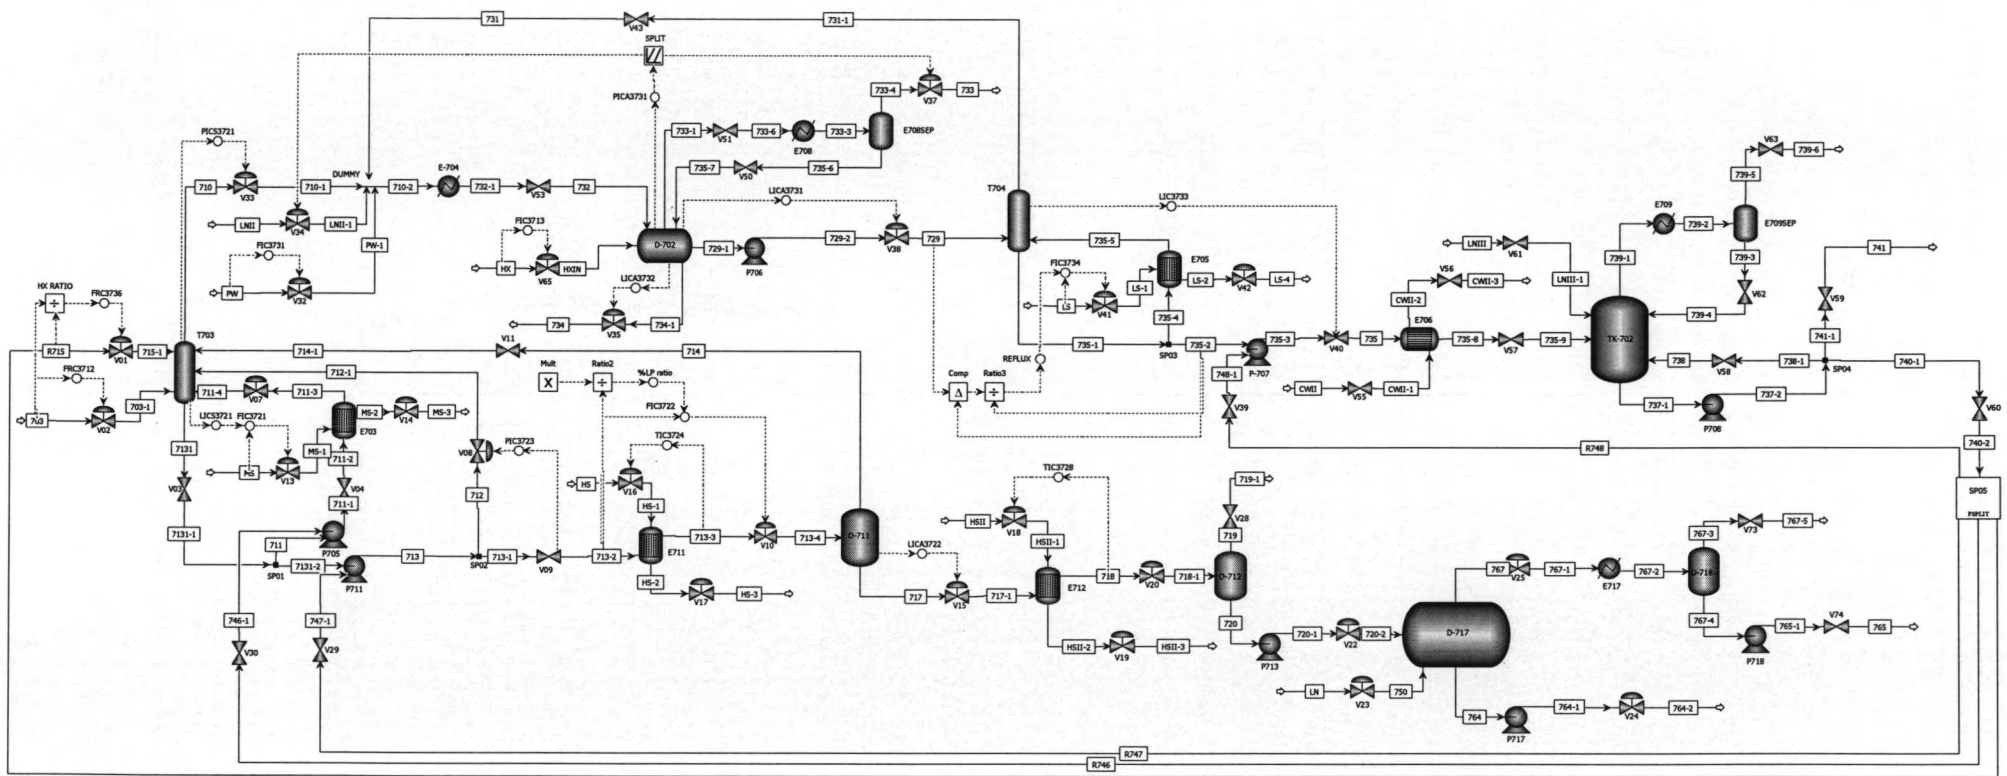 731
V43
731-1
SPLIT
PICA3731
733-4
V37
733
E708SEP
733-1
V51
733-6
E708
733-3
735-7
V50
735-6
PICS3721
710
V33
710-1
DUMMY
710-2
E-704
732-1
V53
732
LNII
V34
LNII-1
FIC3731
PW
V32
PW-1
FIC3713
HX
V65
HXIN
D-702
LICA3731
729-1
P706
729-2
V38
729
LICA3732
734
V35
734-1
T704
LIC3733
735-5
E705
FIC3734
LS
V41
LS-1
LS-2
V42
LS-4
735-4
735-1
SP03
735-2
P-707
735-3
V40
735
REFLUX
Comp
Δ
Ratio3
÷
74B-1
V39
R748
V56
CWII-3
CWII-2
E706
CWII
V55
CWII-1
735-8
V57
735-9
LNIII
V61
LNIII-1
TK-702
739-1
E709
739-2
E709SEP
739-5
V63
739-6
739-3
V62
739-4
737-1
P708
737-2
738
V58
738-1
SP04
741-1
V59
741
740-1
V60
740-2
SP05
PSPLIT
HX RATIO
÷
FRC3736
R715
V01
715-1
T703
FRC3712
703
V02
703-1
714-1
V11
714
712-1
711-4
V07
711-3
LICS3721
FIC3721
MS-2
V14
MS-3
E703
MS
V13
MS-1
711-2
V04
711-1
7131
V03
7131-1
711
P705
SP01
7131-2
P711
713
746-1
V30
747-1
V29
V08
PIC3723
712
SP02
713-1
V09
713-2
Mult
X
Ratio2
÷
%LP ratio
FIC3722
TIC3724
HS
V16
HS-1
E711
713-3
V10
713-4
HS-2
V17
HS-3
D-711
LICA3722
717
V15
717-1
TIC3728
HSII
V18
HSII-1
E712
718
V20
718-1
HSII-2
V19
HSII-3
719-1
V28
719
D-712
720
P713
720-1
V22
720-2
LN
V23
750
D-717
767
V25
767-1
E717
767-2
767-3
V73
767-5
D-718
767-4
P718
765-1
V74
765
764
P717
764-1
V24
764-2
R747
R746